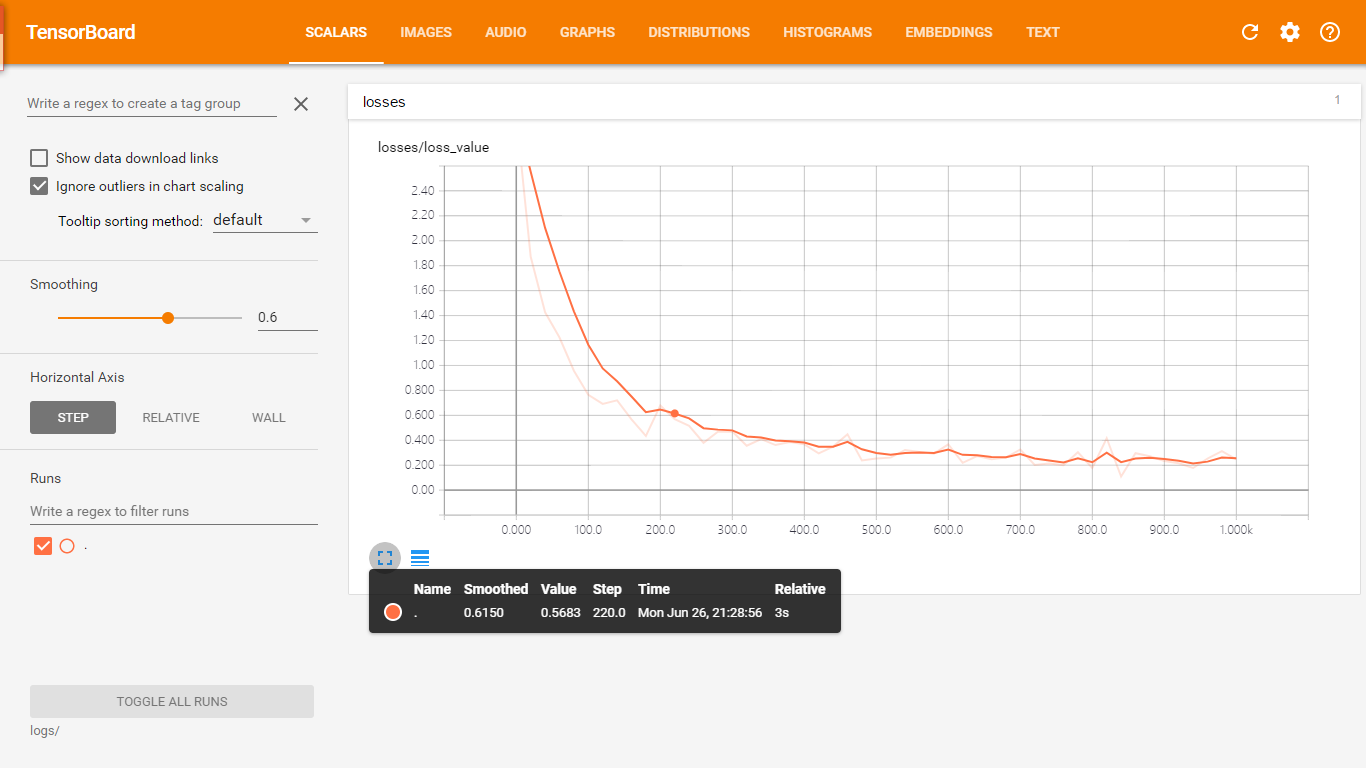 TensorBoard SCALARS IMAGES AUDIO GRAPHS DISTRIBUTIONS HISTOGRAMS EMBEDDINGS TEXT
Write a regex to create a tag group
Show data download links
Ignore outliers in chart scaling
Tooltip sorting method: default
Smoothing
0.6
Horizontal Axis
STEP RELATIVE WALL
Runs
Write a regex to filter runs
.
TOGGLE ALL RUNS
logs/
losses 1
losses/loss_value
2.40
2.20
2.00
1.80
1.60
1.40
1.20
1.00
0.800
0.600
0.400
0.200
0.00
0.000 100.0 200.0 300.0 400.0 500.0 600.0 700.0 800.0 900.0 1.000k
Name Smoothed Value Step Time Relative
. 0.6150 0.5683 220.0 Mon Jun 26, 21:28:56 3s